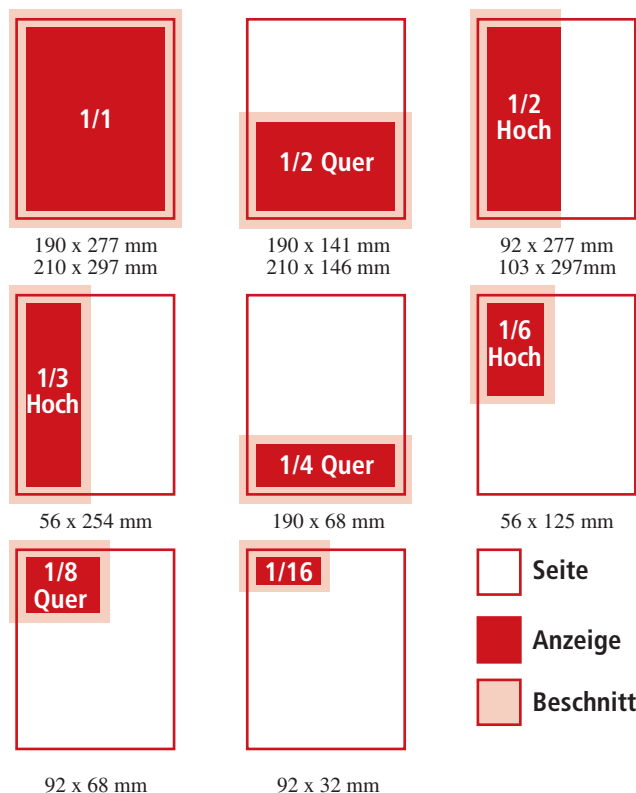 1/1
1/2 Quer
1/2
Hoch
190 x 277 mm
210 x 297 mm
190 x 141 mm
210 x 146 mm
92 x 277 mm
103 x 297mm
1/3
Hoch
1/4 Quer
1/6
Hoch
56 x 254 mm
190 x 68 mm
56 x 125 mm
1/8
Quer
1/16
Seite
Anzeige
Beschnitt
92 x 68 mm
92 x 32 mm